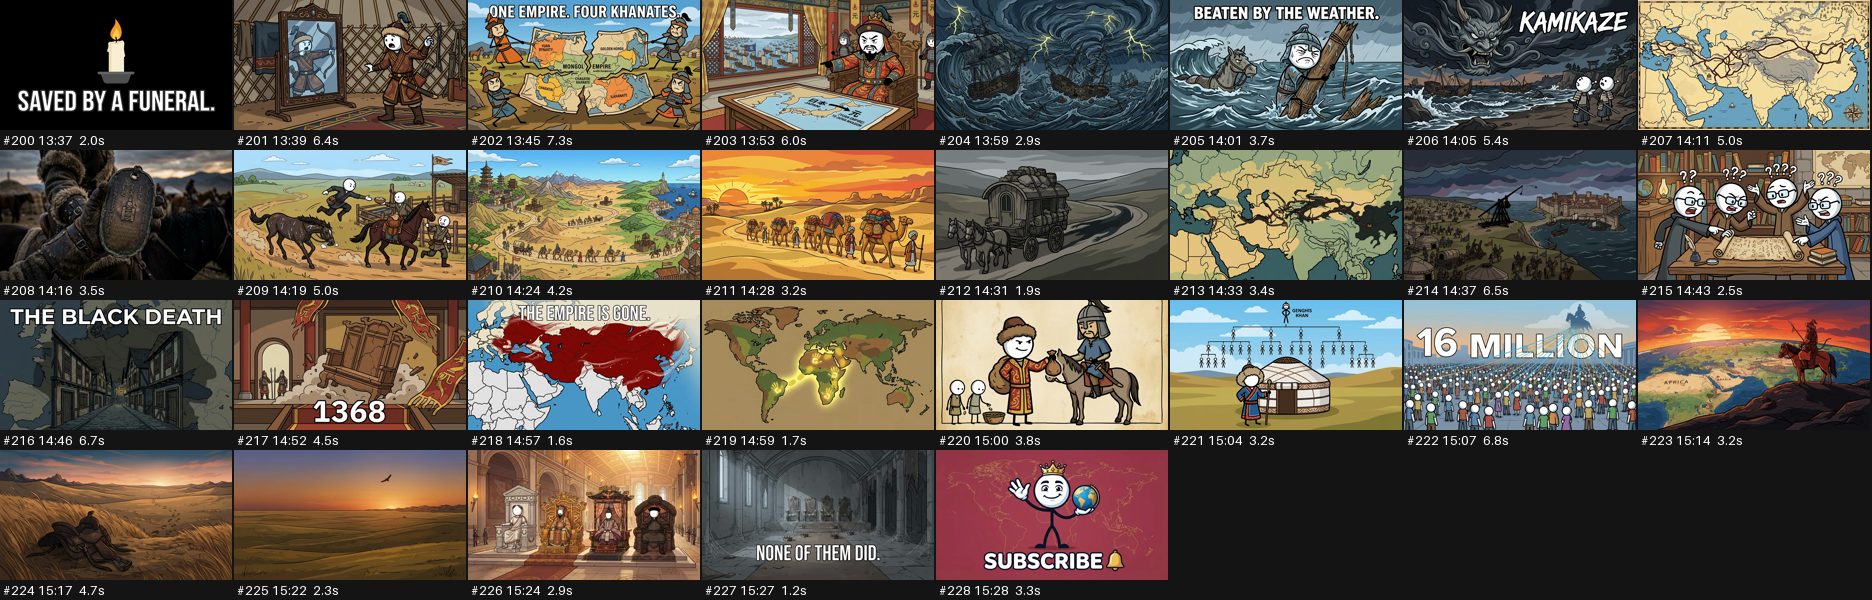 SAVED BY A FUNERAL.
#200 13:37 2.0s
#201 13:39 6.4s
ONE EMPIRE. FOUR KHANATES.
YUAN DYNASTY
GOLDEN HORDE
MONGOL EMPIRE
CHAGATAI KHANATE
ILKHANATE
#202 13:45 7.3s
#203 13:53 6.0s
#204 13:59 2.9s
BEATEN BY THE WEATHER.
#205 14:01 3.7s
KAMIKAZE
#206 14:05 5.4s
#207 14:11 5.0s
#208 14:16 3.5s
#209 14:19 5.0s
#210 14:24 4.2s
#211 14:28 3.2s
#212 14:31 1.9s
#213 14:33 3.4s
#214 14:37 6.5s
?? ??? ???? ???
#215 14:43 2.5s
THE BLACK DEATH
#216 14:46 6.7s
1368
#217 14:52 4.5s
THE EMPIRE IS GONE.
#218 14:57 1.6s
#219 14:59 1.7s
#220 15:00 3.8s
GENGHIS
KHAN
#221 15:04 3.2s
16 MILLION
#222 15:07 6.8s
AFRICA
#223 15:14 3.2s
#224 15:17 4.7s
#225 15:22 2.3s
#226 15:24 2.9s
NONE OF THEM DID.
#227 15:27 1.2s
SUBSCRIBE
#228 15:28 3.3s